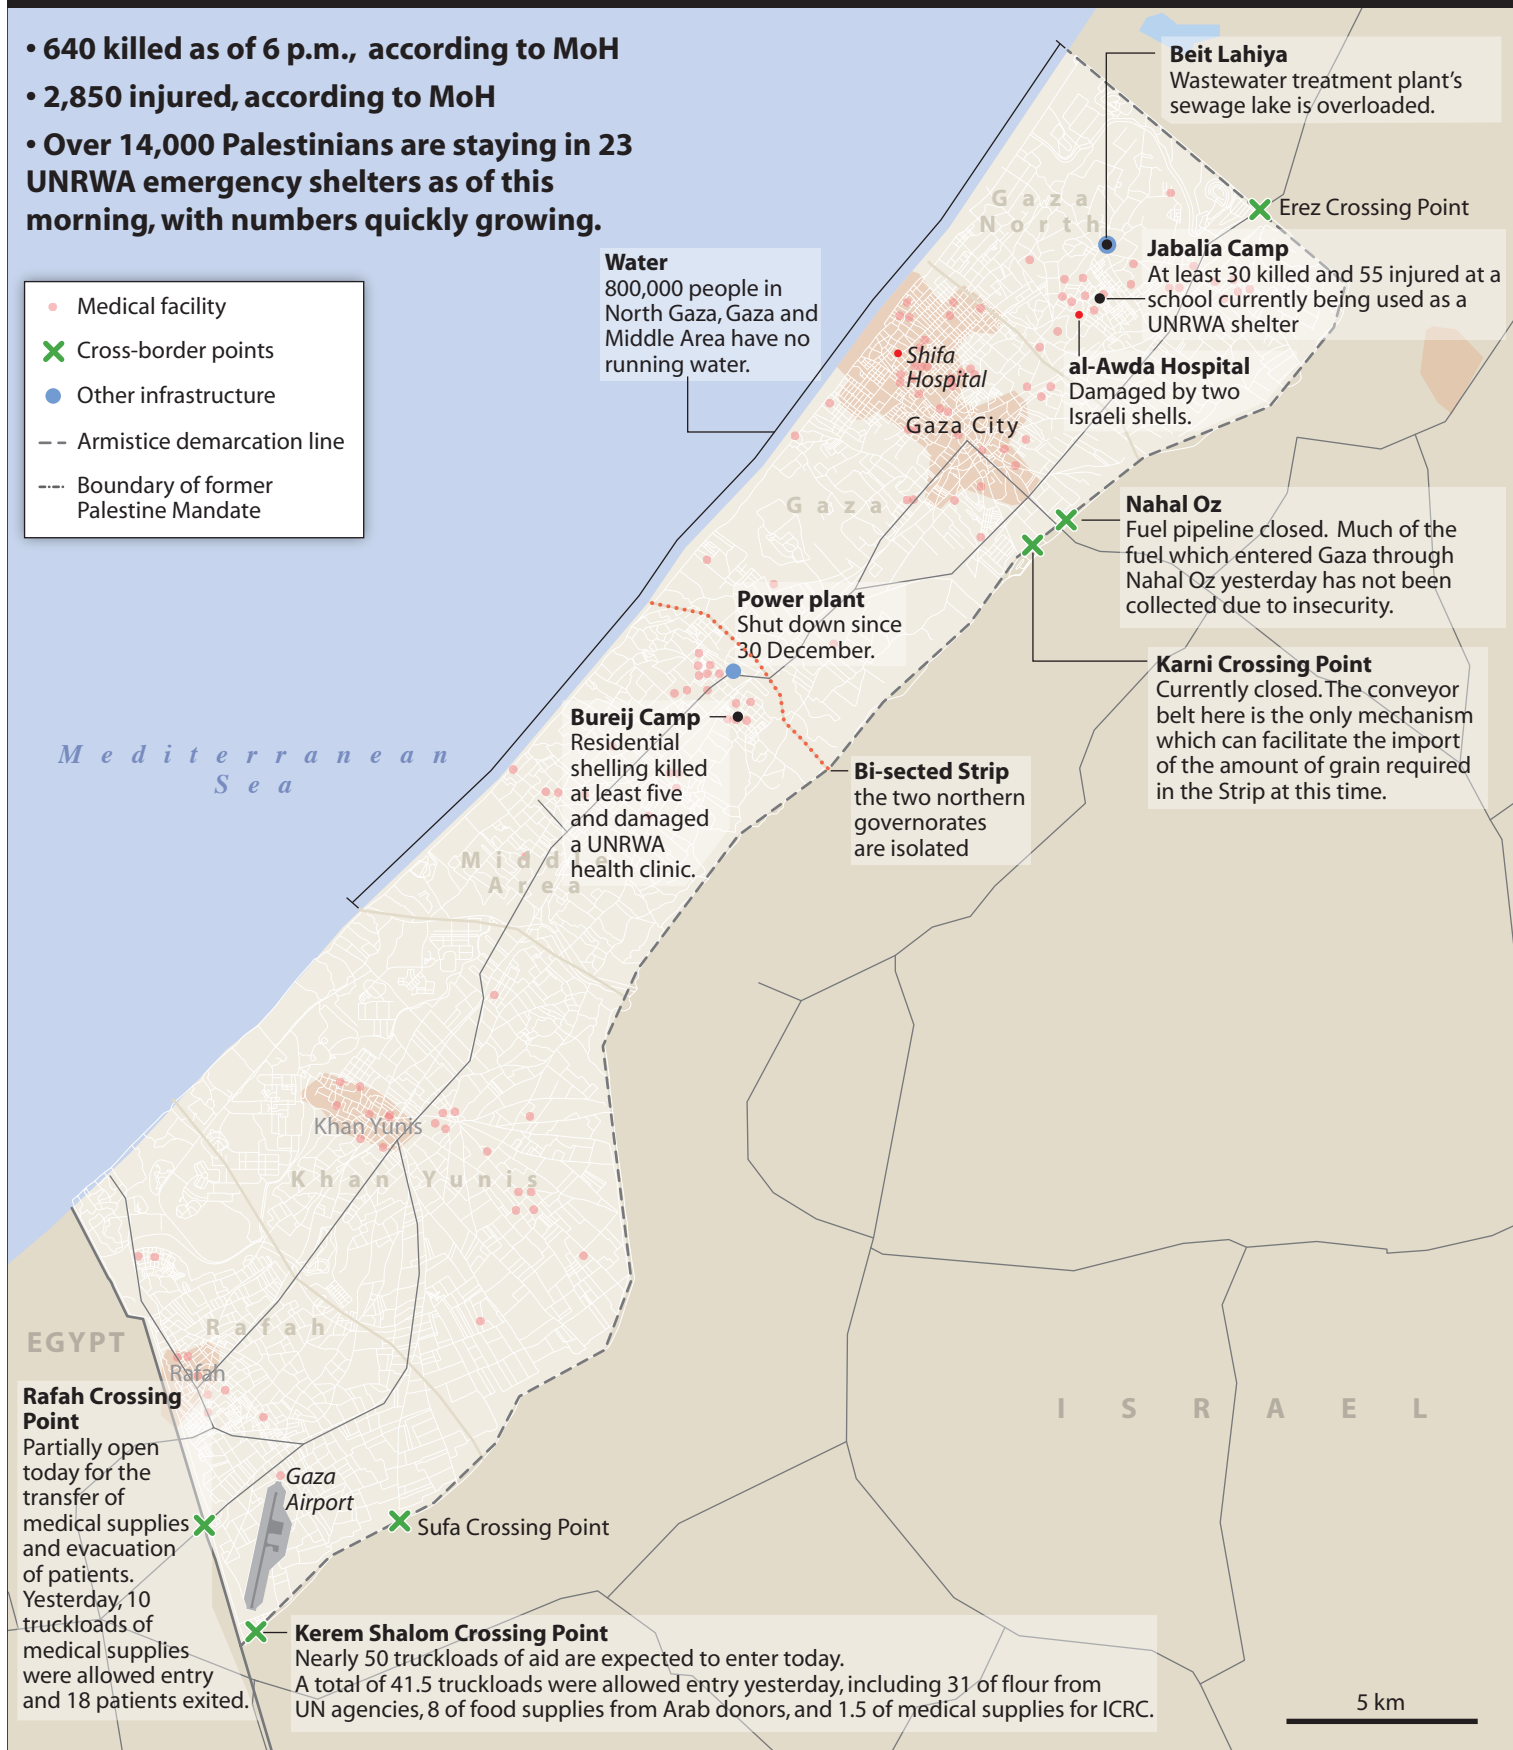 • 640 killed as of 6 p.m., according to MoH
• 2,850 injured, according to MoH
• Over 14,000 Palestinians are staying in 23
UNRWA emergency shelters as of this
morning, with numbers quickly growing.
Medical facility
Cross-border points
Other infrastructure
Armistice demarcation line
Boundary of former
Palestine Mandate
Beit Lahiya
Wastewater treatment plant's
sewage lake is overloaded.
Gaza
North
Erez Crossing Point
Jabalia Camp
At least 30 killed and 55 injured at a
school currently being used as a
UNRWA shelter
Water
800,000 people in
North Gaza, Gaza and
Middle Area have no
running water.
Shifa
Hospital
al-Awda Hospital
Damaged by two
Israeli shells.
Gaza City
Gaza
Nahal Oz
Fuel pipeline closed. Much of the
fuel which entered Gaza through
Nahal Oz yesterday has not been
collected due to insecurity.
Power plant
Shut down since
30 December.
Karni Crossing Point
Currently closed. The conveyor
belt here is the only mechanism
which can facilitate the import
of the amount of grain required
in the Strip at this time.
Bureij Camp
Residential
shelling killed
at least five
and damaged
a UNRWA
health clinic.
Mediterranean
Sea
Bi-sected Strip
the two northern
governorates
are isolated
Middle
Area
Khan Yunis
Khan Yunis
EGYPT
Rafah
Rafah
Rafah Crossing
Point
Partially open
today for the
transfer of
medical supplies
and evacuation
of patients.
Yesterday, 10
truckloads of
medical supplies
were allowed entry
and 18 patients exited.
ISRAEL
Gaza
Airport
Sufa Crossing Point
Kerem Shalom Crossing Point
Nearly 50 truckloads of aid are expected to enter today.
A total of 41.5 truckloads were allowed entry yesterday, including 31 of flour from
UN agencies, 8 of food supplies from Arab donors, and 1.5 of medical supplies for ICRC.
5 km